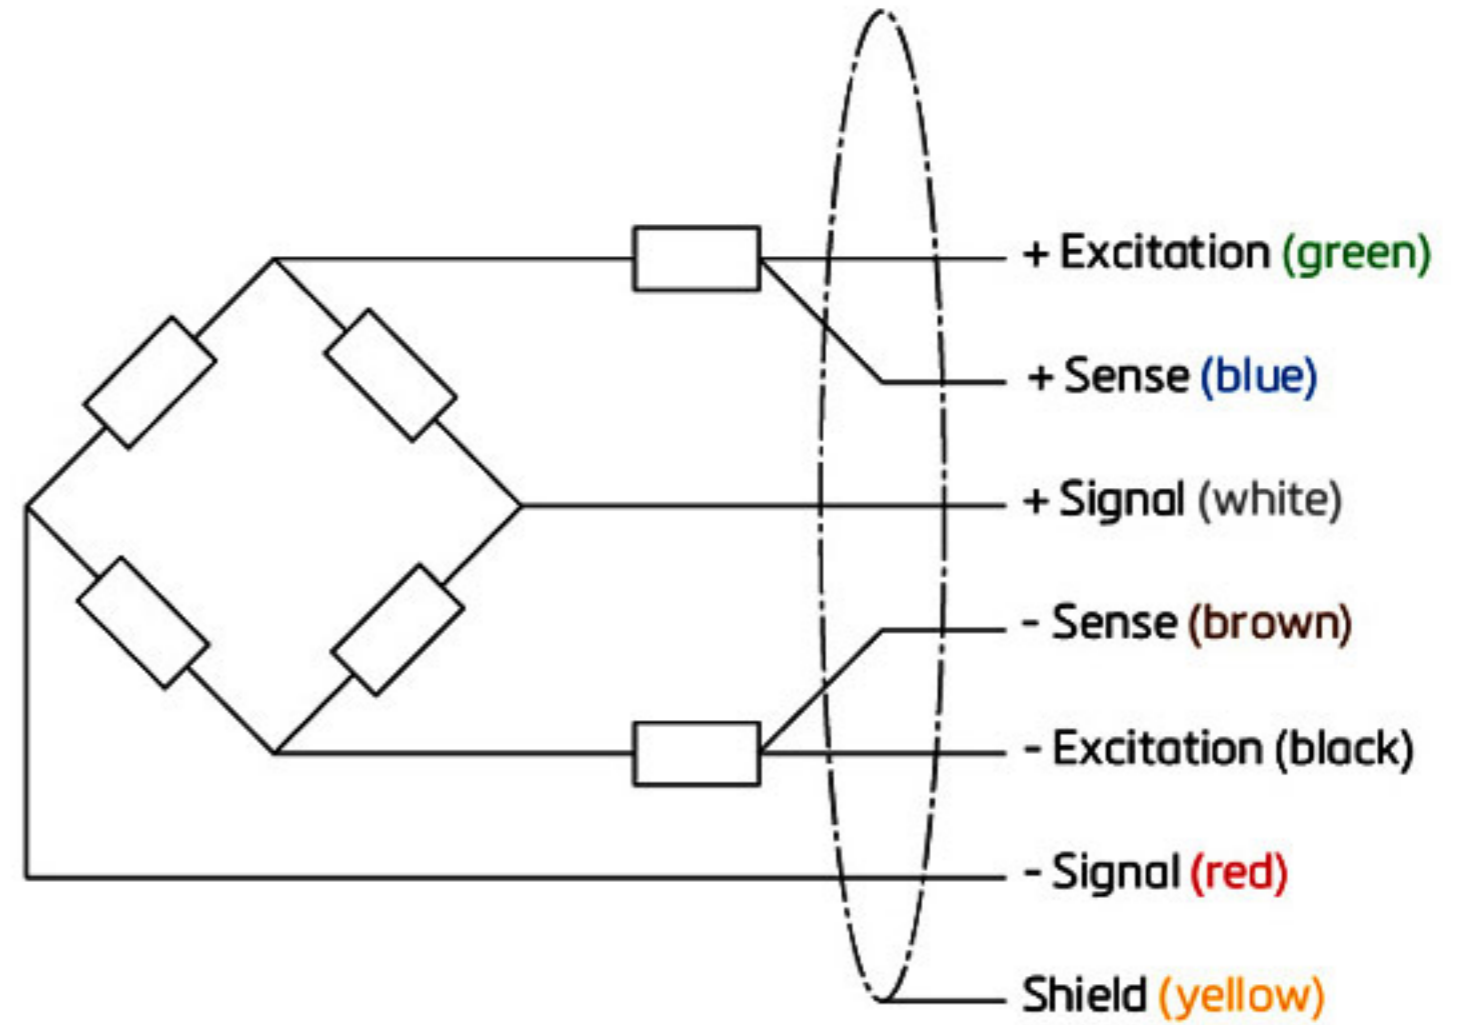 + Excitation (green)
+ Sense (blue)
+ Signal (white)
- Sense (brown)
- Excitation (black)
- Signal (red)
Shield (yellow)